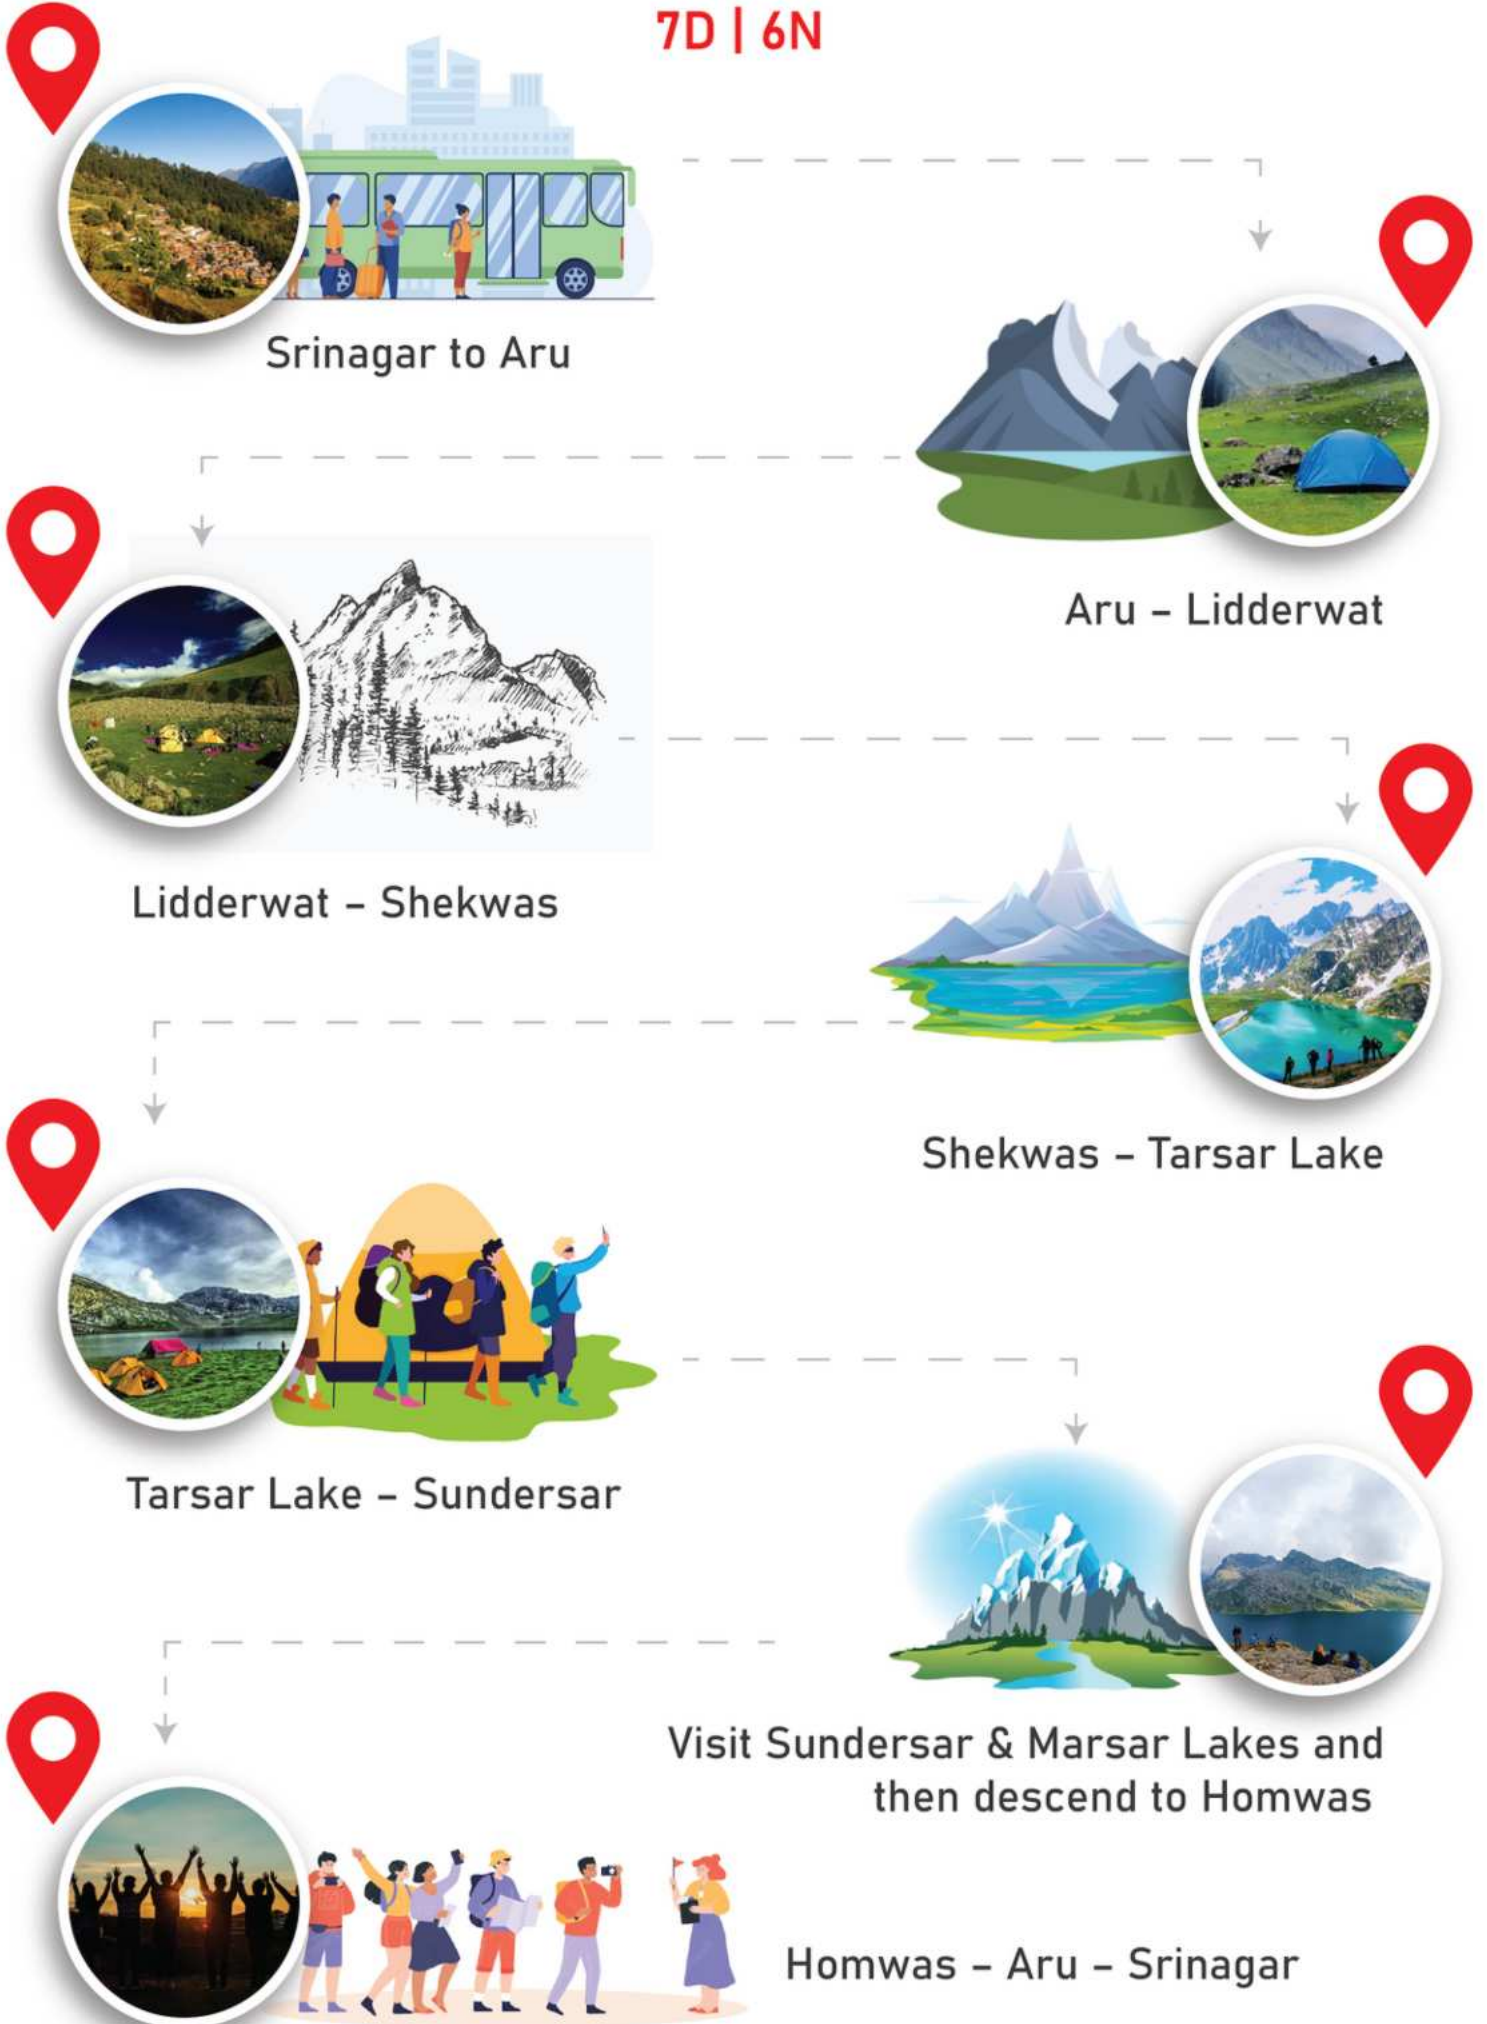 7D | 6N
Srinagar to Aru
Aru – Lidderwat
Lidderwat – Shekwas
Shekwas – Tarsar Lake
Tarsar Lake – Sundersar
Visit Sundersar & Marsar Lakes and
then descend to Homwas
Homwas – Aru – Srinagar